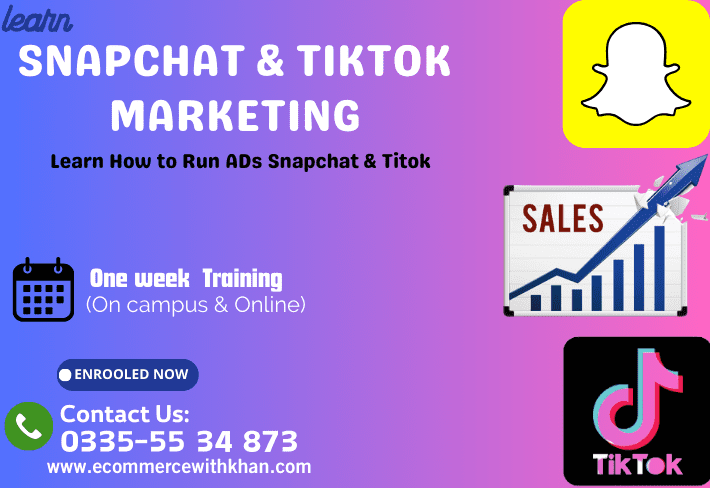 learn
SNAPCHAT & TIKTOK
MARKETING
Learn How to Run ADs Snapchat & Titok
SALES
One week Training
(On campus & Online)
ENROOLED NOW
Contact Us:
0335-55 34 873
www.ecommercewithkhan.com
TikTok